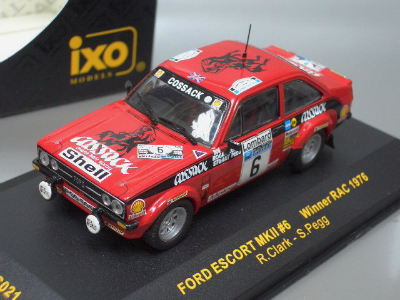 ixo
MODELS
COSSACK
COSSACK
Shell
6
Lombard
6
COSSACK
COSSACK
FORD ESCORT MKII #6 Winner RAC 1976
R.Clark - S.Pegg
021